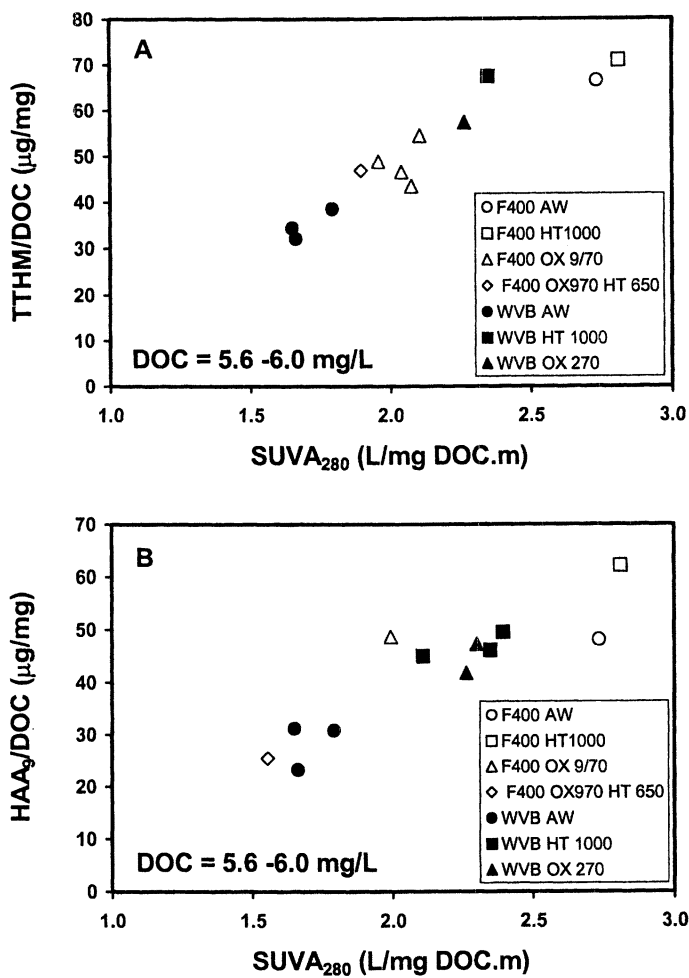 A
TTHM/DOC (µg/mg)
80
70
60
50
40
30
20
10
0
F400 AW
F400 HT1000
F400 OX 9/70
F400 OX970 HT 650
WVB AW
WVB HT 1000
WVB OX 270
DOC = 5.6 -6.0 mg/L
1.0 1.5 2.0 2.5 3.0
SUVA₂₈₀ (L/mg DOC.m)
B
HAA₉/DOC (µg/mg)
70
60
50
40
30
20
10
0
F400 AW
F400 HT1000
F400 OX 9/70
F400 OX970 HT 650
WVB AW
WVB HT 1000
WVB OX 270
DOC = 5.6 -6.0 mg/L
1.0 1.5 2.0 2.5 3.0
SUVA₂₈₀ (L/mg DOC.m)